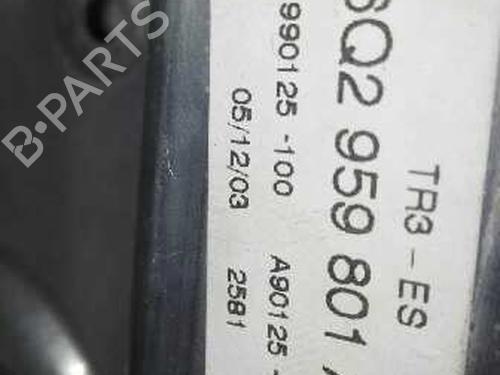 TR3-ES
6Q2 959 801 A
990125-100 A90125-
05/12/03 2581
B-PARTS